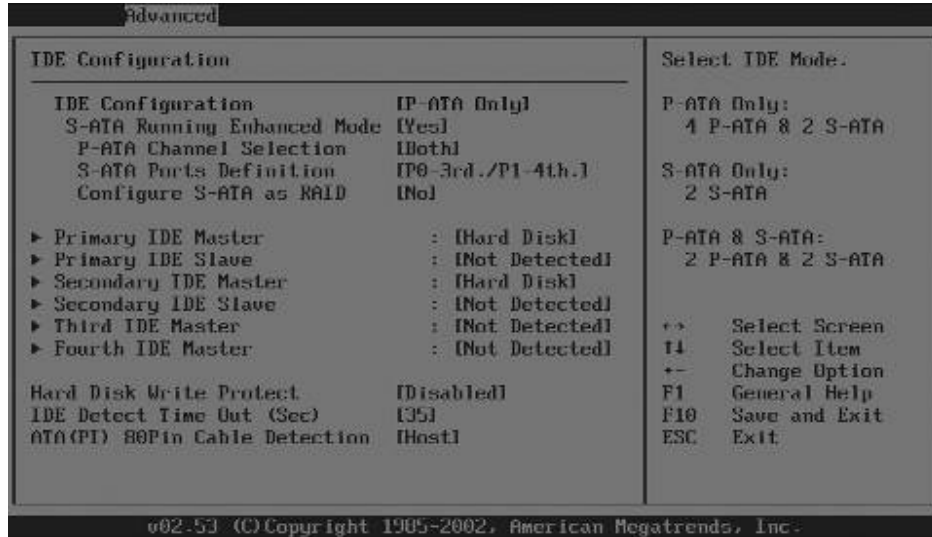 Advanced
IDE Configuration
IDE Configuration [P-ATA Only]
S-ATA Running Enhanced Mode [Yes]
P-ATA Channel Selection [Both]
S-ATA Ports Definition [P0-3rd./P1-4th.]
Configure S-ATA as RAID [No]
► Primary IDE Master : [Hard Disk]
► Primary IDE Slave : [Not Detected]
► Secondary IDE Master : [Hard Disk]
► Secondary IDE Slave : [Not Detected]
► Third IDE Master : [Not Detected]
► Fourth IDE Master : [Not Detected]
Hard Disk Write Protect [Disabled]
IDE Detect Time Out (Sec) [35]
ATA(PI) 80Pin Cable Detection [Host]
Select IDE Mode.
P-ATA Only:
4 P-ATA & 2 S-ATA
S-ATA Only:
2 S-ATA
P-ATA & S-ATA:
2 P-ATA & 2 S-ATA
↔ Select Screen
↑↓ Select Item
+- Change Option
F1 General Help
F10 Save and Exit
ESC Exit
v02.53 (C)Copyright 1985-2002, American Megatrends, Inc.